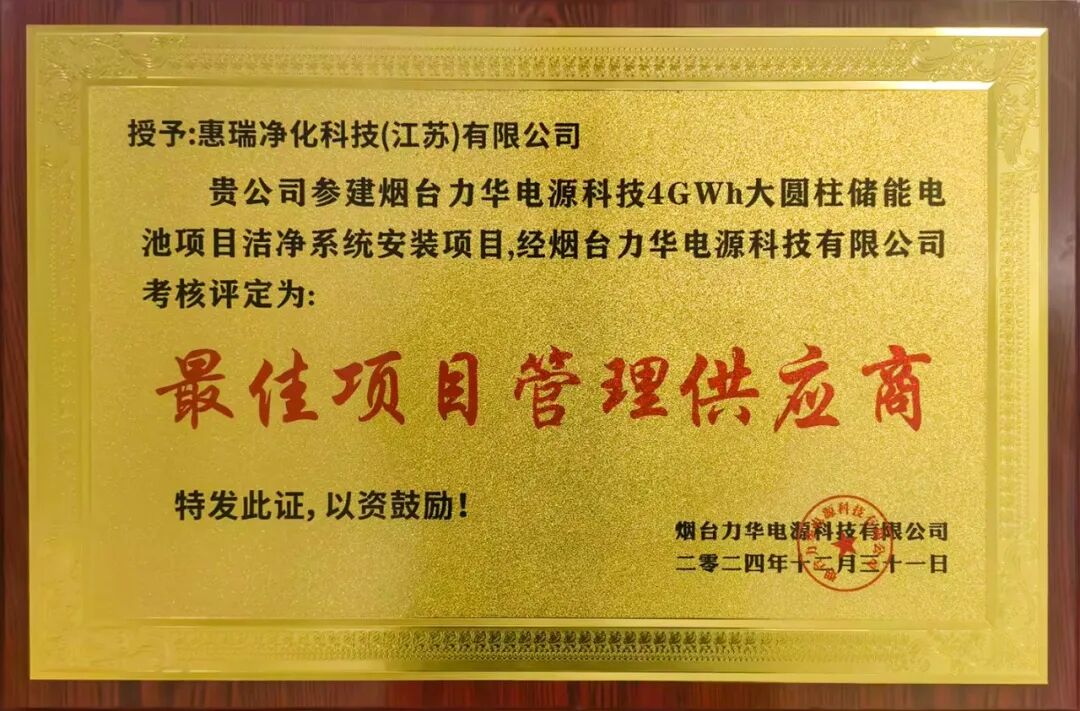 授予:惠瑞净化科技(江苏)有限公司
贵公司参建烟台力华电源科技4GWh大圆柱储能电
池项目洁净系统安装项目,经烟台力华电源科技有限公司
考核评定为:
最佳项目管理供应商
特发此证,以资鼓励!
烟台力华电源科技有限公司
二零二四年十二月三十一日